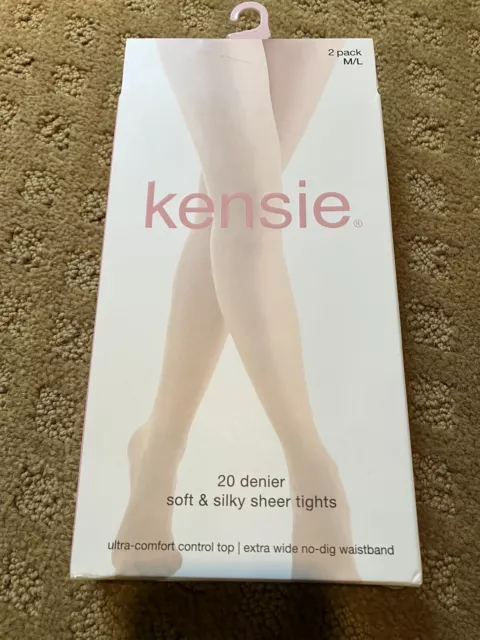 2 pack
M/L
kensie®
20 denier
soft & silky sheer tights
ultra-comfort control top | extra wide no-dig waistband